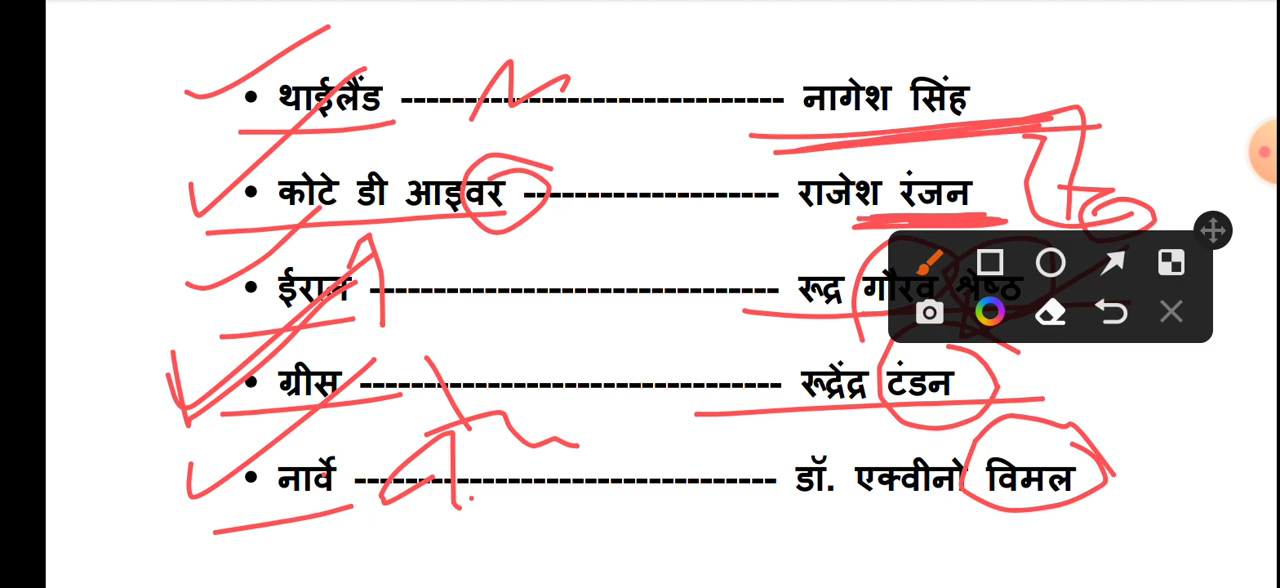 • थाईलैंड ------------------------------ नागेश सिंह
• कोटे डी आइवर -------------------- राजेश रंजन
• ईरान -------------------------------- रूद्र गौरव श्रेष्ठ
• ग्रीस --------------------------------- रूद्रेंद्र टंडन
• नार्वे --------------------------------- डॉ. एक्वीनो विमल